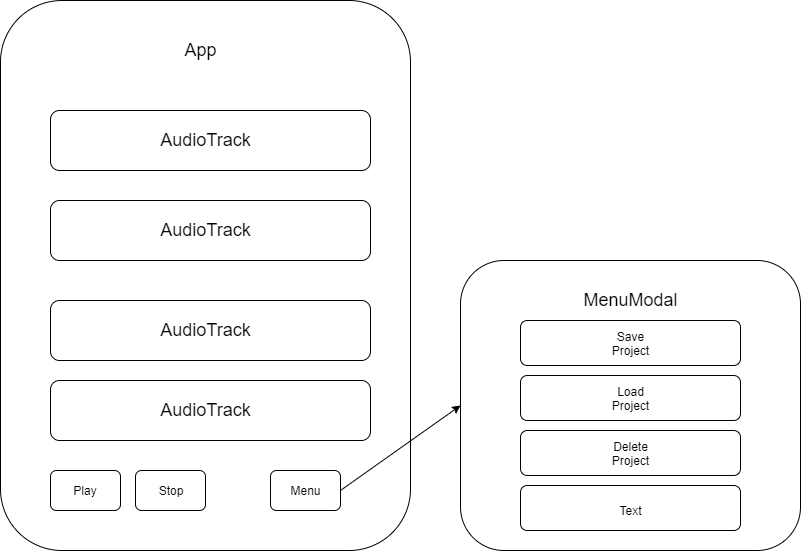 App
AudioTrack
AudioTrack
AudioTrack
AudioTrack
Play
Stop
Menu
MenuModal
Save
Project
Load
Project
Delete
Project
Text